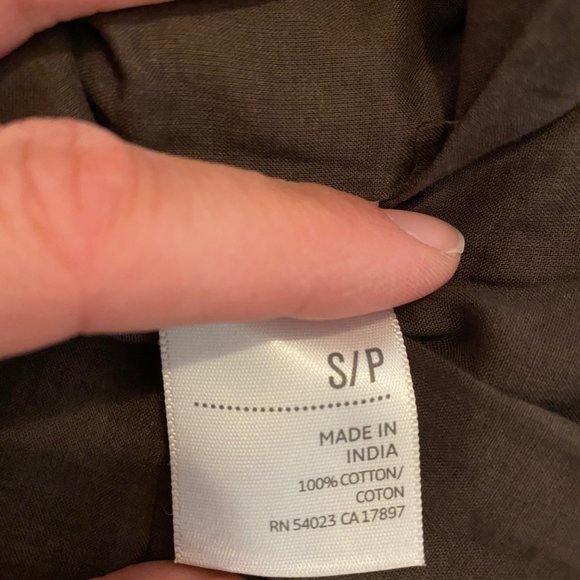 S/P
MADE IN
INDIA
100% COTTON/
COTON
RN 54023 CA 17897